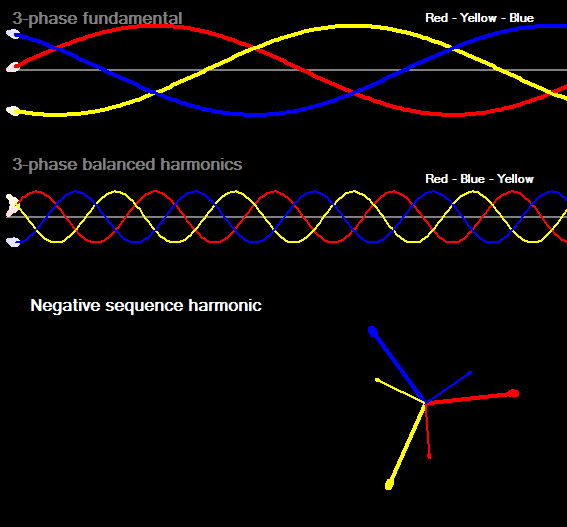 3-phase fundamental
Red - Yellow - Blue
3-phase balanced harmonics
Red - Blue - Yellow
Negative sequence harmonic